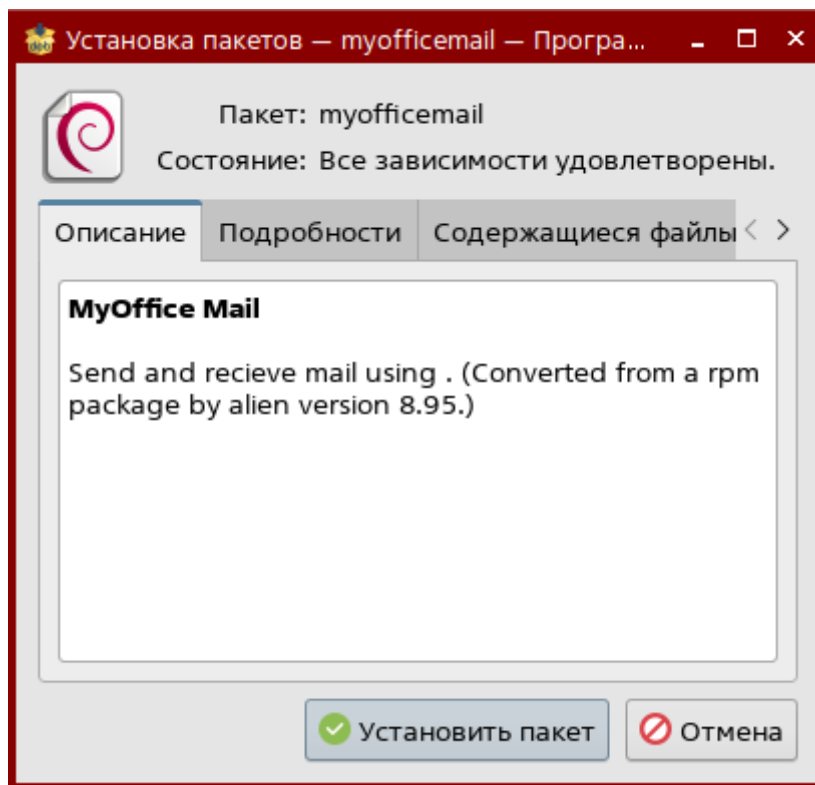 Установка пакетов — myofficemail — Програ...
Пакет: myofficemail
Состояние: Все зависимости удовлетворены.
Описание Подробности Содержащиеся файлы
MyOffice Mail
Send and recieve mail using . (Converted from a rpm
package by alien version 8.95.)
Установить пакет Отмена